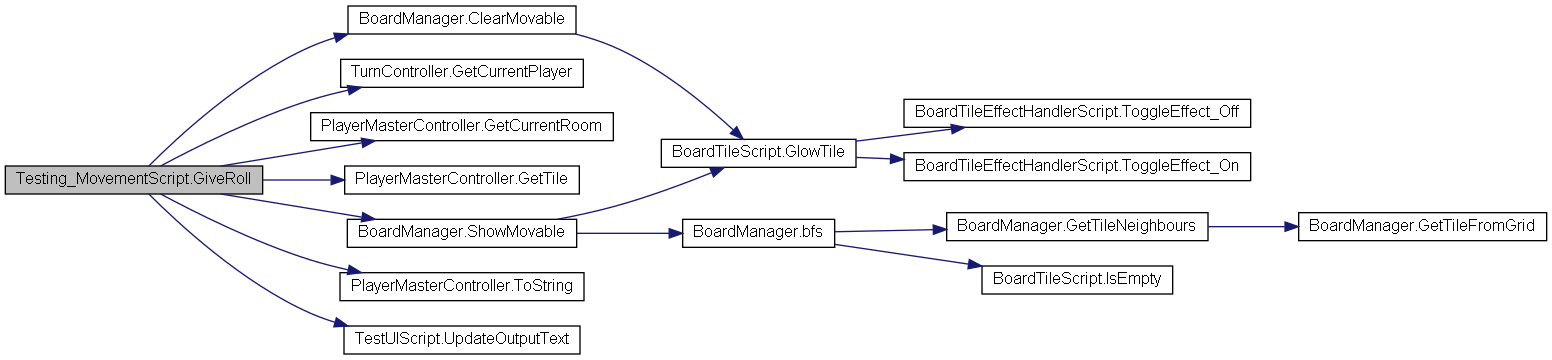 Testing_MovementScript.GiveRoll
BoardManager.ClearMovable
TurnController.GetCurrentPlayer
PlayerMasterController.GetCurrentRoom
PlayerMasterController.GetTile
BoardManager.ShowMovable
PlayerMasterController.ToString
TestUIScript.UpdateOutputText
BoardTileScript.GlowTile
BoardManager.bfs
BoardTileEffectHandlerScript.ToggleEffect_Off
BoardTileEffectHandlerScript.ToggleEffect_On
BoardManager.GetTileNeighbours
BoardTileScript.IsEmpty
BoardManager.GetTileFromGrid